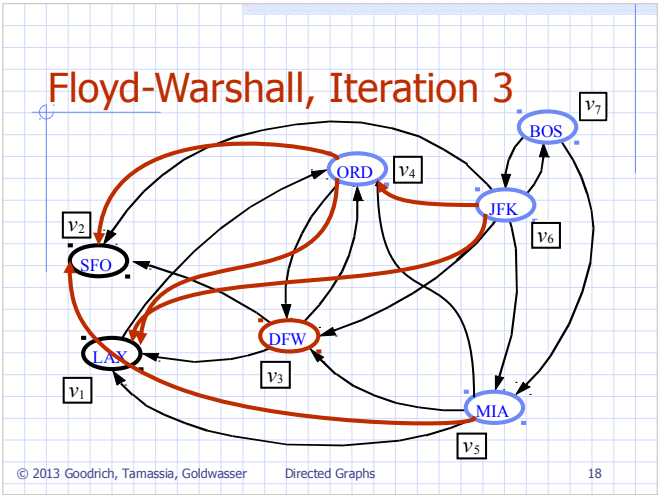 Floyd-Warshall, Iteration 3
v7
BOS
ORD
v4
JFK
v2
v6
SFO
DFW
LAX
v3
v1
MIA
v5
© 2013 Goodrich, Tamassia, Goldwasser Directed Graphs 18